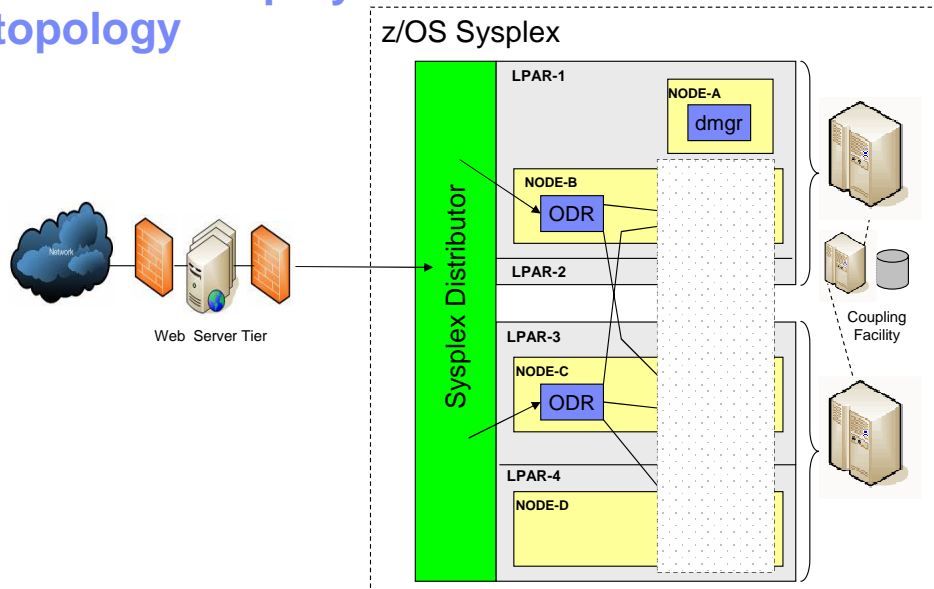 topology
z/OS Sysplex
LPAR-1
NODE-A
dmgr
NODE-B
ODR
Sysplex Distributor
LPAR-2
Network
Web Server Tier
Coupling
Facility
LPAR-3
NODE-C
ODR
LPAR-4
NODE-D